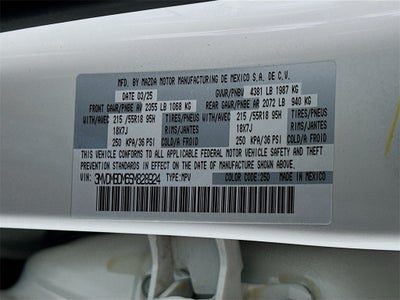 MFD. BY MAZDA MOTOR MANUFACTURING DE MEXICO S.A. DE C.V.
DATE 03/25 GVWR/PNBV 4381 LB 1987 KG
FRONT GAWR/PNBE AV 2355 LB 1068 KG REAR GAWR/PNBE AR 2072 LB 940 KG
WITH/AVEC 215/55R18 95H TIRES/PNEUS WITH/AVEC 215/55R18 95H TIRES/PNEUS
18X7J RIMS/JANTES 18X7J RIMS/JANTES
250 KPA/36 PSI COLD/A FROID 250 KPA/36 PSI COLD/A FROID
THIS VEHICLE CONFORMS TO ALL APPLICABLE FEDERAL MOTOR VEHICLE SAFETY, BUMPER, AND THEFT
PREVENTION STANDARDS IN EFFECT ON THE DATE OF MANUFACTURE SHOWN ABOVE.
VIN: TYPE: MPV COLOR CODE: 25D MADE IN MEXICO